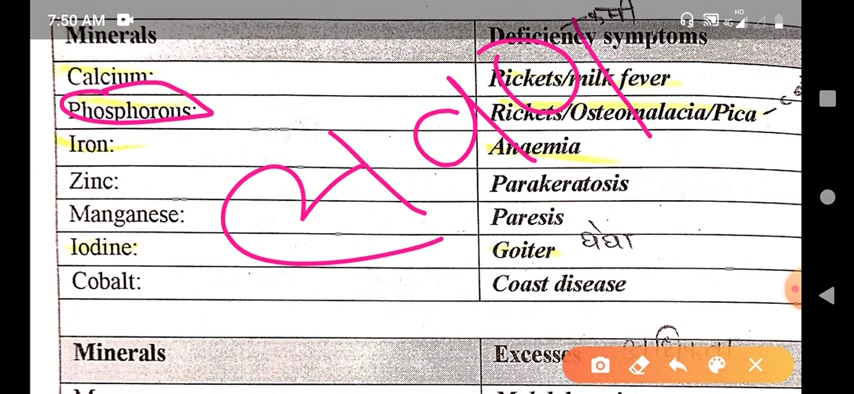 7:50 AM
Minerals Deficiency symptoms
Calcium: Rickets/milk fever
Phosphorous: Rickets/Osteomalacia/Pica
Iron: Anaemia
Zinc: Parakeratosis
Manganese: Paresis
Iodine: Goiter ઘેઘા
Cobalt: Coast disease
Minerals Excesses